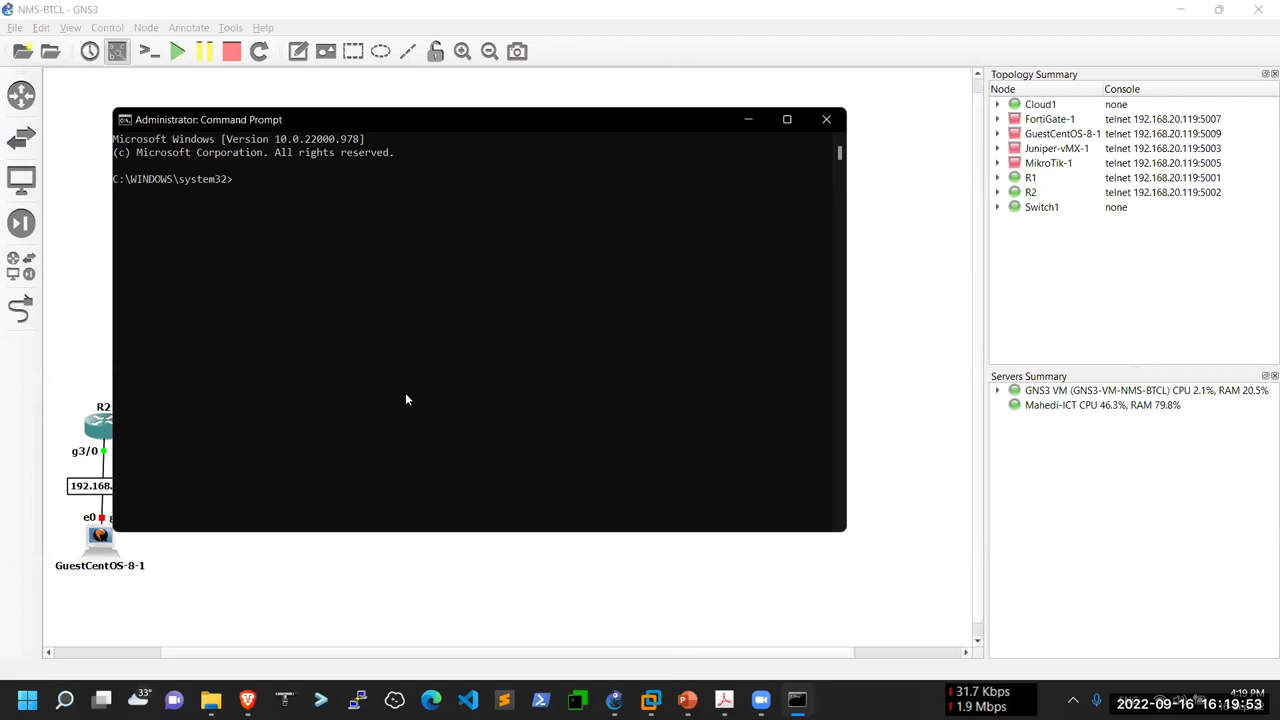 NMS-BTCL - GNS3
File Edit View Control Node Annotate Tools Help
Topology Summary
Node Console
Cloud1 none
FortiGate-1 telnet 192.168.20.119:5007
GuestCentOS-8-1 telnet 192.168.20.119:5009
Juniper-vMX-1 telnet 192.168.20.119:5003
MikroTik-1 telnet 192.168.20.119:5005
R1 telnet 192.168.20.119:5001
R2 telnet 192.168.20.119:5002
Switch1 none
Administrator: Command Prompt
Microsoft Windows [Version 10.0.22000.978]
(c) Microsoft Corporation. All rights reserved.
C:\WINDOWS\system32>
Servers Summary
GNS3 VM (GNS3-VM-NMS-BTCL) CPU 2.1%, RAM 20.5%
Mahedi-ICT CPU 46.3%, RAM 79.8%
R2
g3/0
192.168.
e0
GuestCentOS-8-1
33°
31.7 Kbps
1.9 Mbps
4:19 PM
2022-09-16 16:19:53